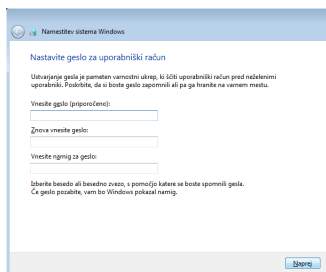 Namestitev sistema Windows
Nastavite geslo za uporabniški račun
Ustvarjanje gesla je pameten varnostni ukrep, ki ščiti uporabniški račun pred neželenimi
uporabniki. Poskrbite, da si boste geslo zapomnili ali pa ga hranite na varnem mestu.
Vnesite geslo (priporočeno):
Znova vnesite geslo:
Vnesite namig za geslo:
Izberite besedo ali besedno zvezo, s pomočjo katere se boste spomnili gesla.
Če geslo pozabite, vam bo Windows pokazal namig.
Naprej